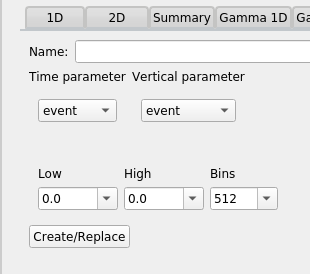 1D 2D Summary Gamma 1D Ga
Name:
Time parameter Vertical parameter
event event
Low High Bins
0.0 0.0 512
Create/Replace